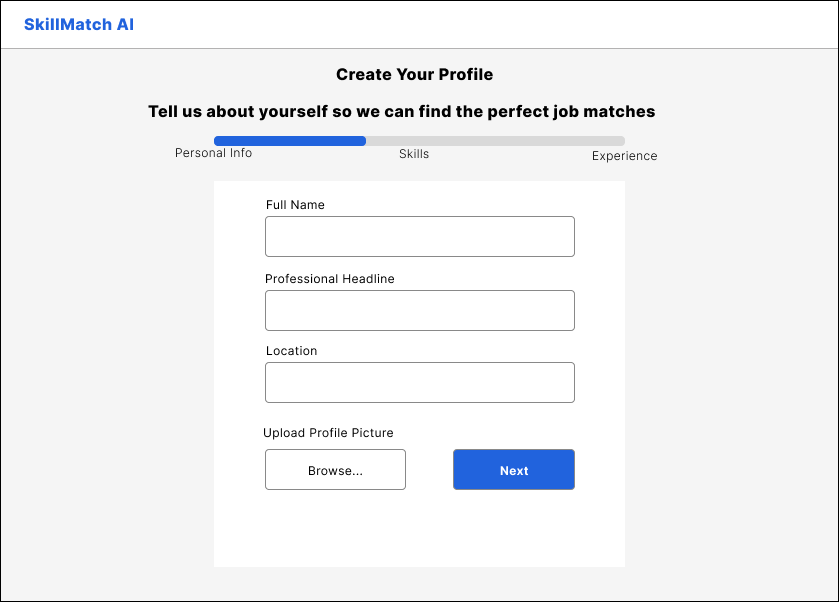 SkillMatch AI
Create Your Profile
Tell us about yourself so we can find the perfect job matches
Personal Info
Skills
Experience
Full Name
Professional Headline
Location
Upload Profile Picture
Browse...
Next